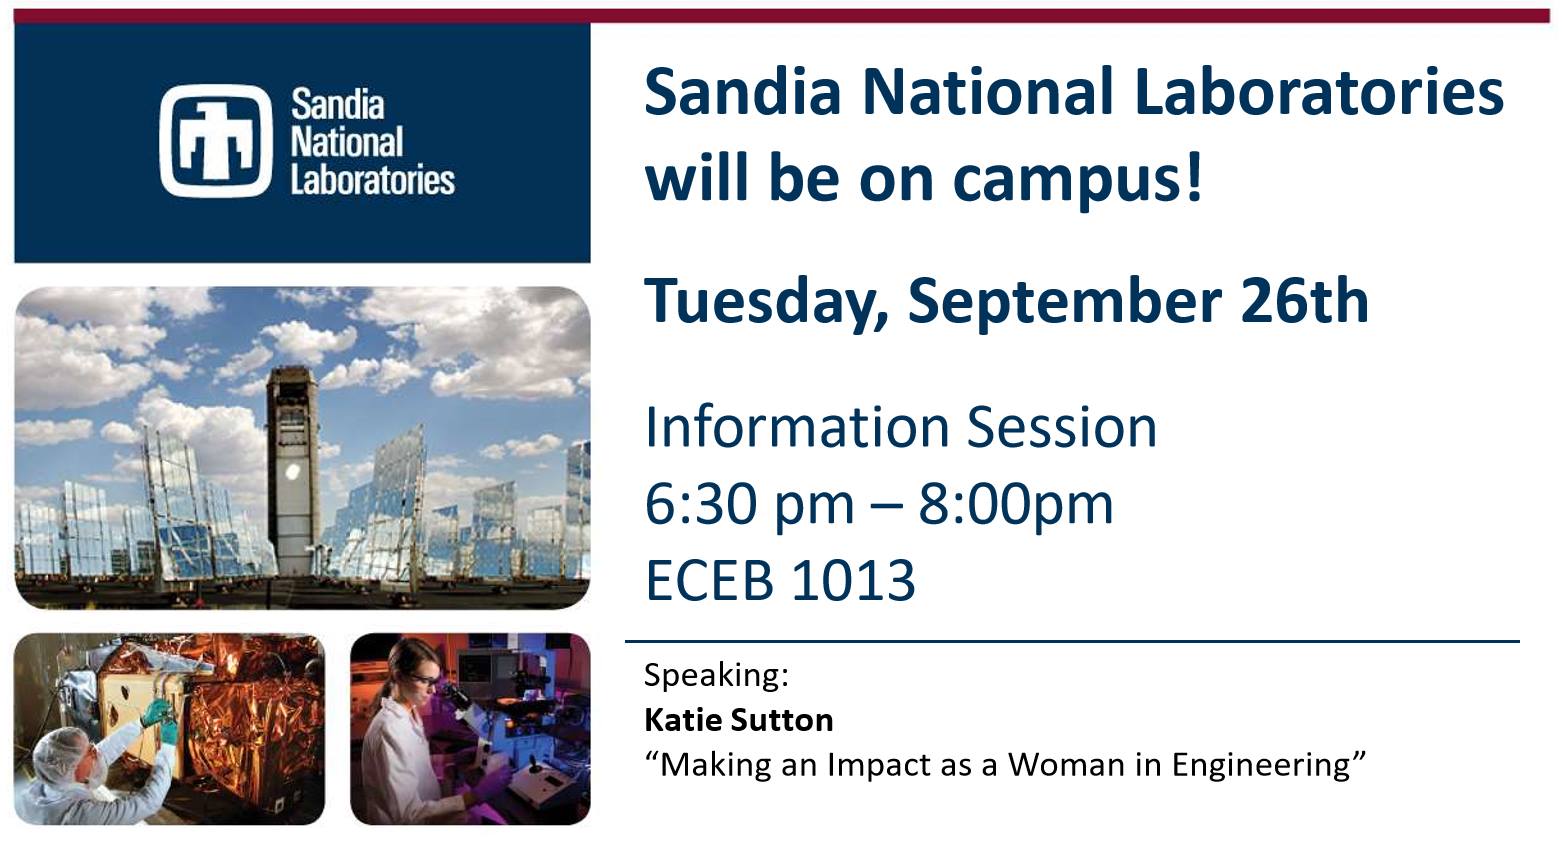 Sandia
National
Laboratories
Sandia National Laboratories
will be on campus!
Tuesday, September 26th
Information Session
6:30 pm – 8:00pm
ECEB 1013
Speaking:
Katie Sutton
“Making an Impact as a Woman in Engineering”